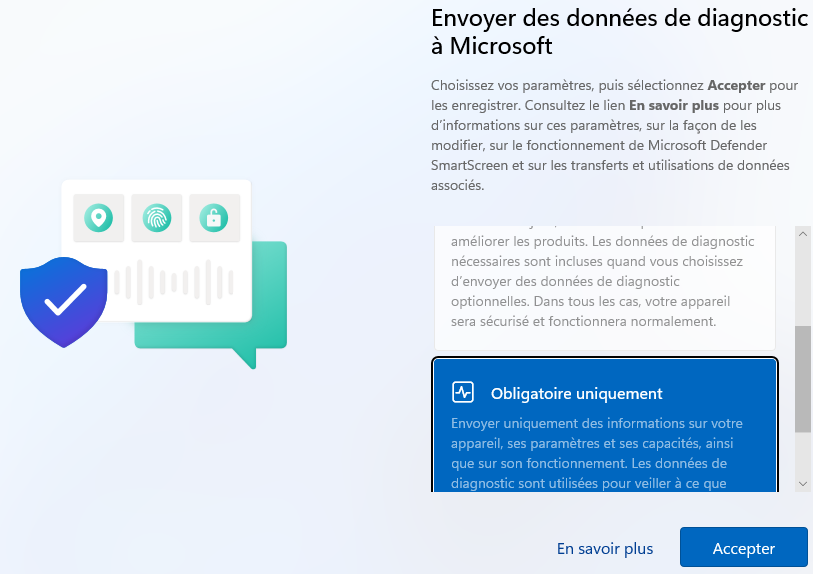 Envoyer des données de diagnostic
à Microsoft
Choisissez vos paramètres, puis sélectionnez Accepter pour
les enregistrer. Consultez le lien En savoir plus pour plus
d’informations sur ces paramètres, sur la façon de les
modifier, sur le fonctionnement de Microsoft Defender
SmartScreen et sur les transferts et utilisations de données
associés.
améliorer les produits. Les données de diagnostic
nécessaires sont incluses quand vous choisissez
d’envoyer des données de diagnostic
optionnelles. Dans tous les cas, votre appareil
sera sécurisé et fonctionnera normalement.
Obligatoire uniquement
Envoyer uniquement des informations sur votre
appareil, ses paramètres et ses capacités, ainsi
que sur son fonctionnement. Les données de
diagnostic sont utilisées pour veiller à ce que
En savoir plus
Accepter